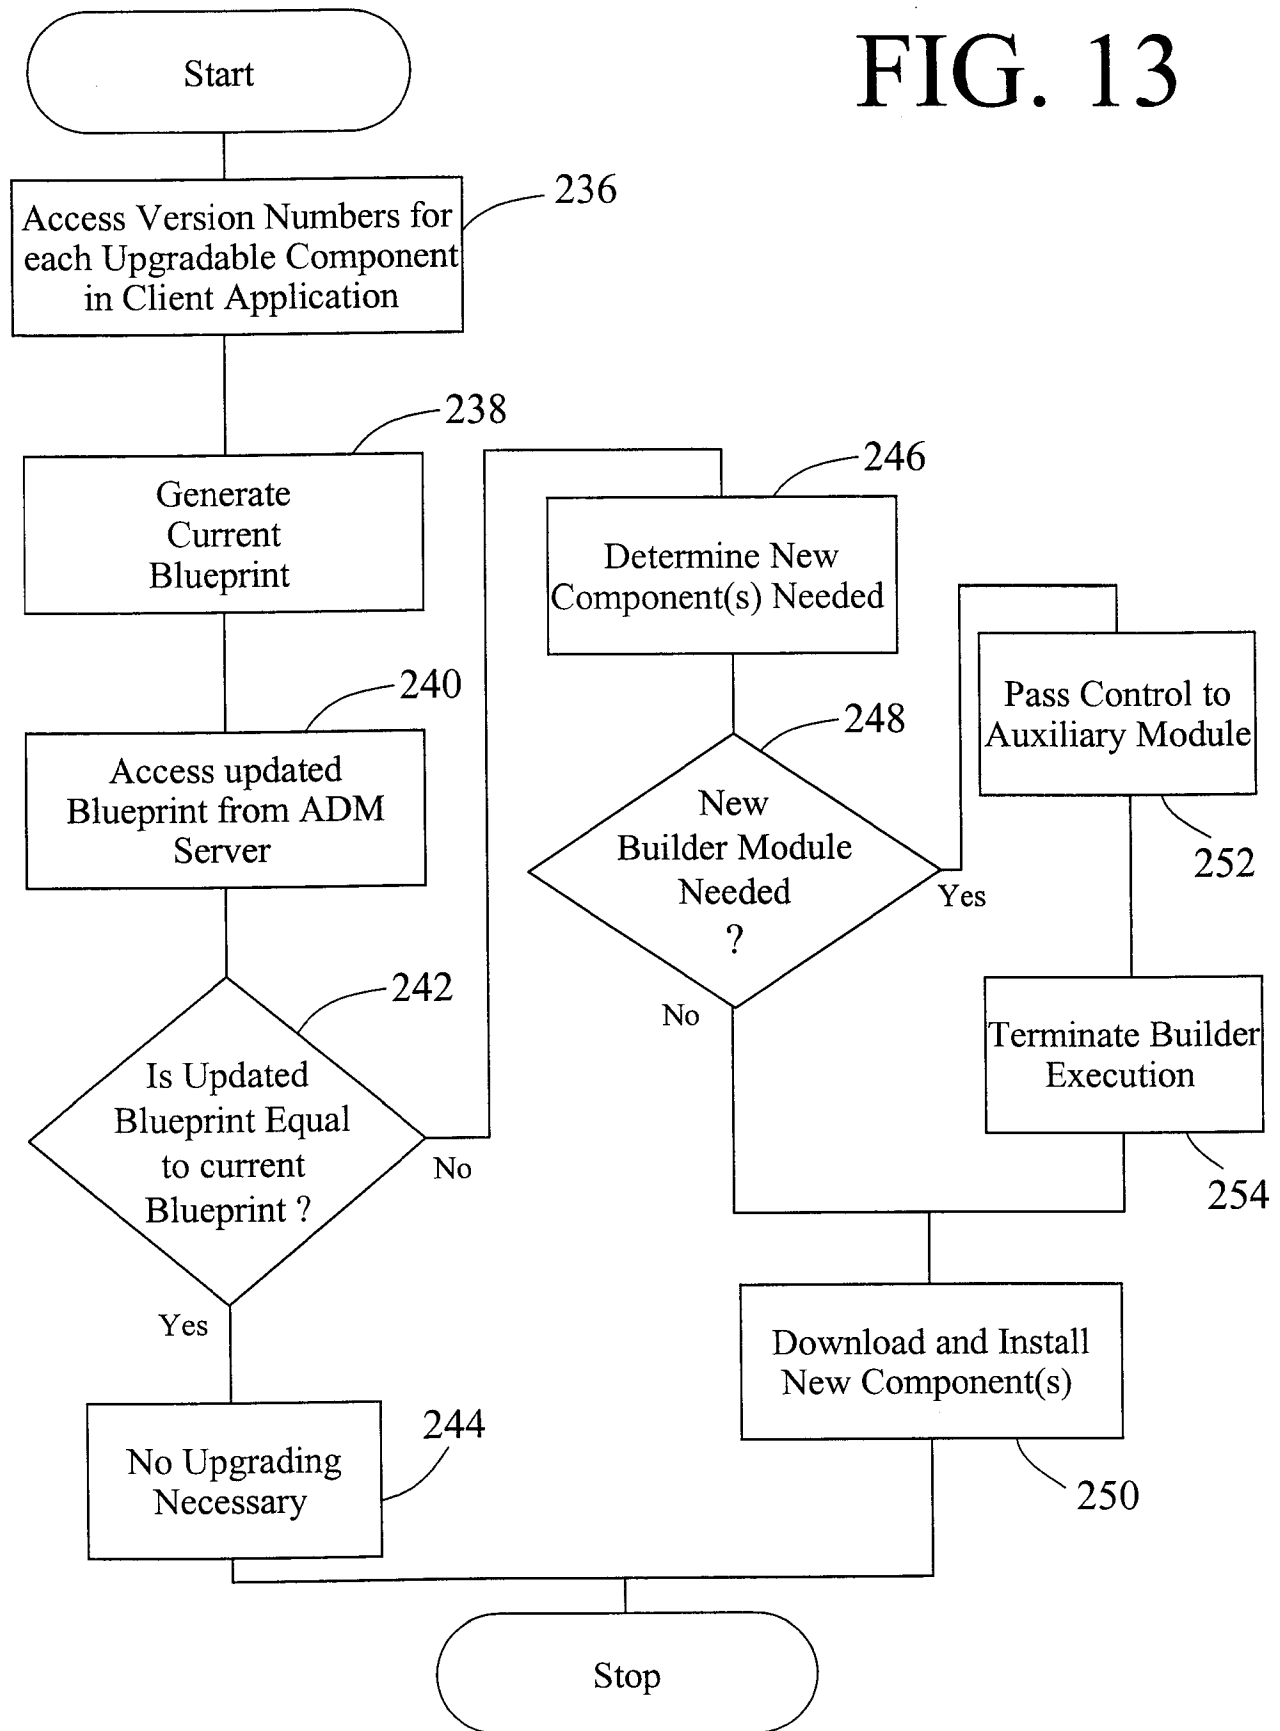 FIG. 13
Start
236
Access Version Numbers for
each Upgradable Component
in Client Application
238
Generate
Current
Blueprint
240
Access updated
Blueprint from ADM
Server
242
Is Updated
Blueprint Equal
to current
Blueprint ?
No
Yes
244
No Upgrading
Necessary
246
Determine New
Component(s) Needed
248
New
Builder Module
Needed
?
Yes
No
Pass Control to
Auxiliary Module
252
Terminate Builder
Execution
254
Download and Install
New Component(s)
250
Stop